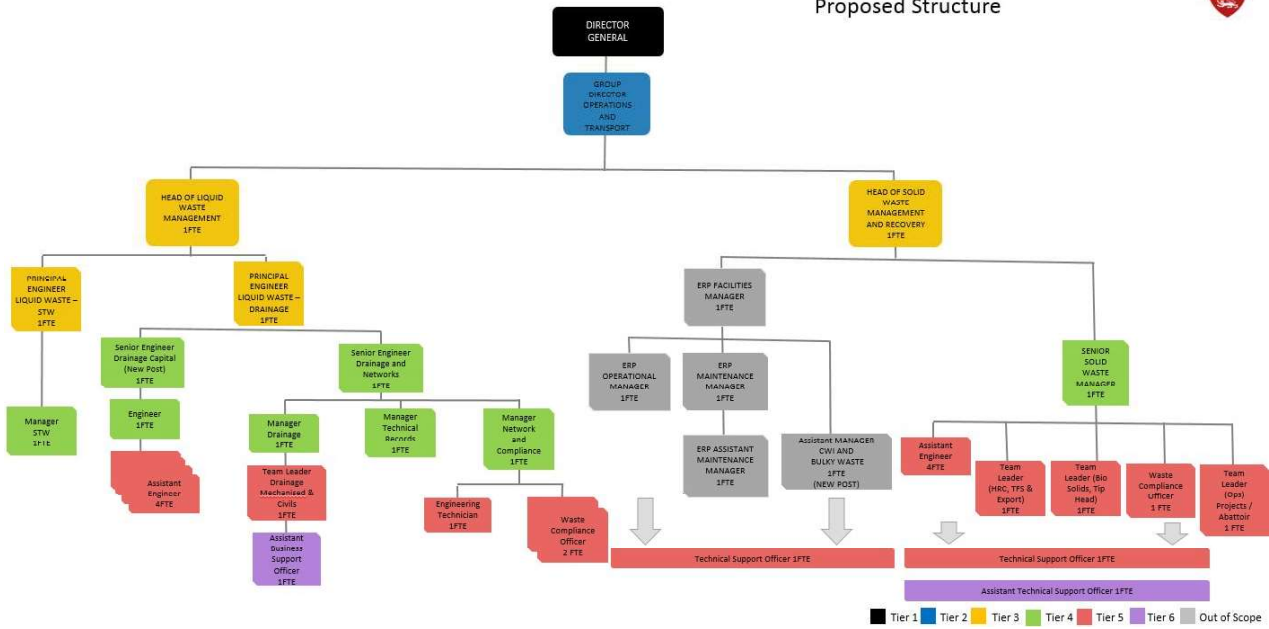 Proposed Structure
DIRECTOR
GENERAL
GROUP
DIRECTOR
OPERATIONS
AND
TRANSPORT
HEAD OF LIQUID
WASTE
MANAGEMENT
1FTE
HEAD OF SOLID
WASTE
MANAGEMENT
AND RECOVERY
1FTE
PRINCIPAL
ENGINEER
LIQUID WASTE –
STW
1FTE
PRINCIPAL
ENGINEER
LIQUID WASTE –
DRAINAGE
1FTE
ERP FACILITIES
MANAGER
1FTE
Senior Engineer
Drainage Capital
(New Post)
1FTE
Senior Engineer
Drainage and
Networks
1FTE
ERP
OPERATIONAL
MANAGER
1FTE
ERP
MAINTENANCE
MANAGER
1FTE
SENIOR
SOLID
WASTE
MANAGER
1FTE
Manager
STW
1FTE
Engineer
1FTE
Manager
Drainage
1FTE
Manager
Technical
Records
1FTE
Manager
Network
and
Compliance
1FTE
ERP ASSISTANT
MAINTENANCE
MANAGER
1FTE
Assistant MANAGER
CWI AND
BULKY WASTE
1FTE
(NEW POST)
Assistant
Engineer
4FTE
Team
Leader
(HRC, TFS &
Export)
1FTE
Team
Leader (Bio
Solids, Tip
Head)
1FTE
Waste
Compliance
Officer
1 FTE
Team
Leader
(Ops)
Projects /
Abattoir
1 FTE
Assistant
Engineer
4FTE
Team Leader
Drainage
Mechanised &
Civils
1FTE
Engineering
Technician
1FTE
Waste
Compliance
Officer
2 FTE
Assistant
Business
Support
Officer
1FTE
Technical Support Officer 1FTE
Technical Support Officer 1FTE
Assistant Technical Support Officer 1FTE
Tier 1 Tier 2 Tier 3 Tier 4 Tier 5 Tier 6 Out of Scope